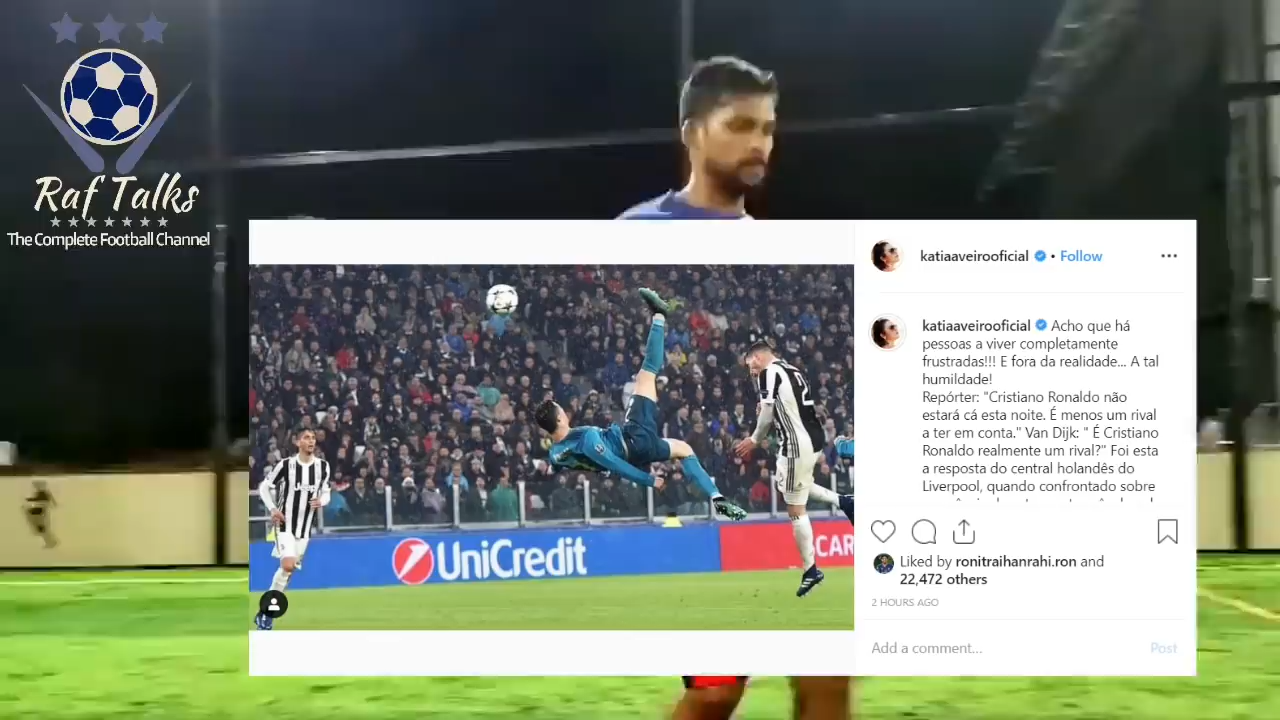 Raf Talks
The Complete Football Channel
katiaaveirooficial • Follow
katiaaveirooficial Acho que há
pessoas a viver completamente
frustradas!!! E fora da realidade... A tal
humildade!
Repórter: "Cristiano Ronaldo não
estará cá esta noite. É menos um rival
a ter em conta." Van Dijk: " É Cristiano
Ronaldo realmente um rival?" Foi esta
a resposta do central holandês do
Liverpool, quando confrontado sobre
UniCredit
Jeep
2
Liked by ronitraihanrahi.ron and
22,472 others
2 HOURS AGO
Add a comment... Post